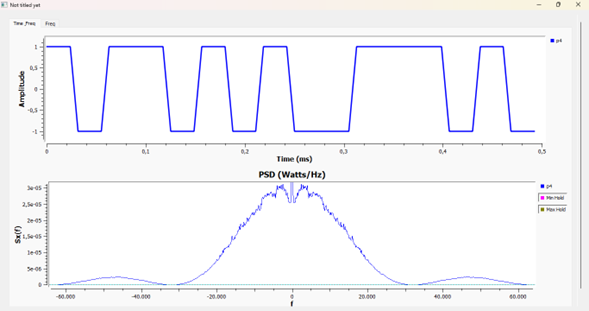 Not titled yet
Time_Freq
Freq
p4
Amplitude
1
0,5
0
-0,5
-1
0
0,1
0,2
0,3
0,4
0,5
Time (ms)
PSD (Watts/Hz)
p4
Min Hold
Max Hold
Sx(f)
3e-05
2,5e-05
2e-05
1,5e-05
1e-05
5e-06
0
-60.000
-40.000
-20.000
0
20.000
40.000
60.000
f